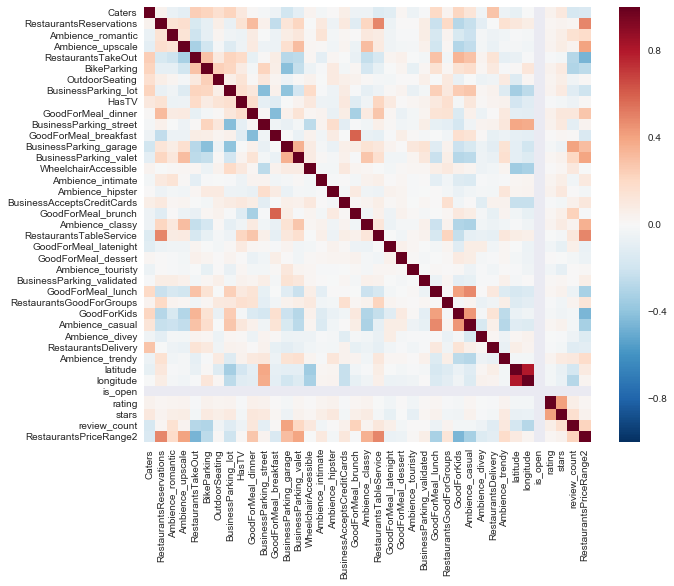 Caters
RestaurantsReservations
Ambience_romantic
Ambience_upscale
RestaurantsTakeOut
BikeParking
OutdoorSeating
BusinessParking_lot
HasTV
GoodForMeal_dinner
BusinessParking_street
GoodForMeal_breakfast
BusinessParking_garage
BusinessParking_valet
WheelchairAccessible
Ambience_intimate
Ambience_hipster
BusinessAcceptsCreditCards
GoodForMeal_brunch
Ambience_classy
RestaurantsTableService
GoodForMeal_latenight
GoodForMeal_dessert
Ambience_touristy
BusinessParking_validated
GoodForMeal_lunch
RestaurantsGoodForGroups
GoodForKids
Ambience_casual
Ambience_divey
RestaurantsDelivery
Ambience_trendy
latitude
longitude
is_open
rating
stars
review_count
RestaurantsPriceRange2
Caters
RestaurantsReservations
Ambience_romantic
Ambience_upscale
RestaurantsTakeOut
BikeParking
OutdoorSeating
BusinessParking_lot
HasTV
GoodForMeal_dinner
BusinessParking_street
GoodForMeal_breakfast
BusinessParking_garage
BusinessParking_valet
WheelchairAccessible
Ambience_intimate
Ambience_hipster
BusinessAcceptsCreditCards
GoodForMeal_brunch
Ambience_classy
RestaurantsTableService
GoodForMeal_latenight
GoodForMeal_dessert
Ambience_touristy
BusinessParking_validated
GoodForMeal_lunch
RestaurantsGoodForGroups
GoodForKids
Ambience_casual
Ambience_divey
RestaurantsDelivery
Ambience_trendy
latitude
longitude
is_open
rating
stars
review_count
RestaurantsPriceRange2
0.8
0.4
0.0
−0.4
−0.8